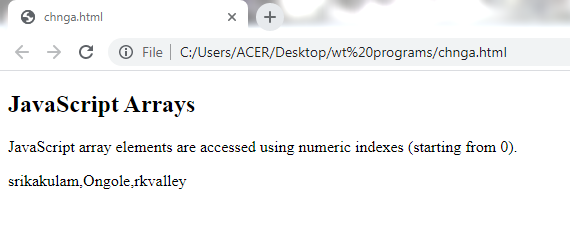 chnga.html
File | C:/Users/ACER/Desktop/wt%20programs/chnga.html
JavaScript Arrays
JavaScript array elements are accessed using numeric indexes (starting from 0).
srikakulam,Ongole,rkvalley